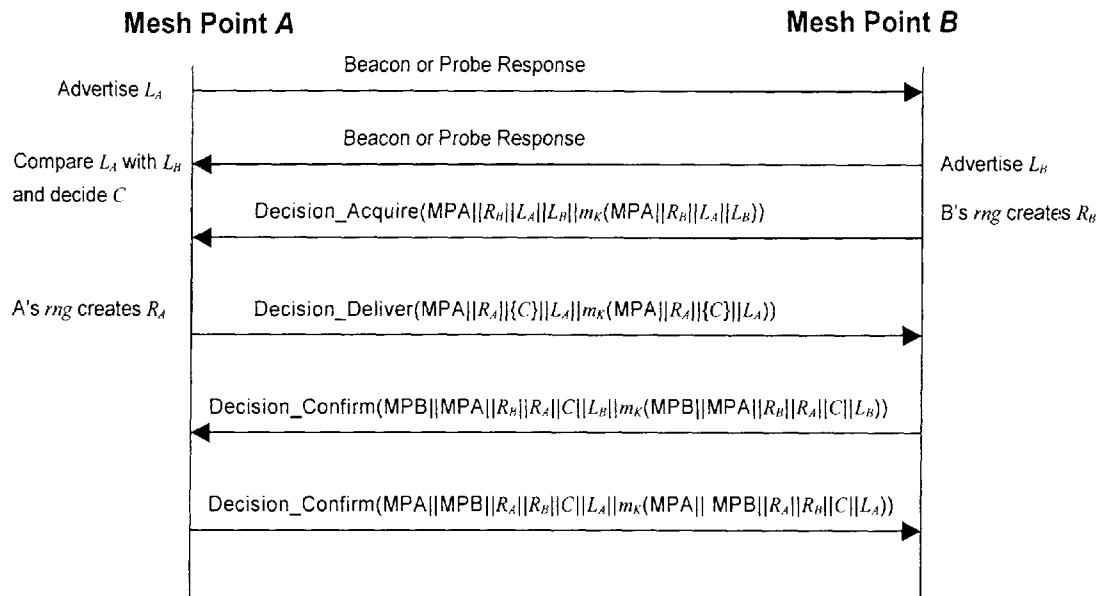 Mesh Point A
Mesh Point B
Beacon or Probe Response
Advertise L_A
Beacon or Probe Response
Compare L_A with L_B
and decide C
Advertise L_B
Decision_Acquire(MPA||R_B||L_A||L_B||m_K(MPA||R_B||L_A||L_B))
B's rng creates R_B
A's rng creates R_A
Decision_Deliver(MPA||R_A||{C}||L_A||m_K(MPA||R_A||{C}||L_A))
Decision_Confirm(MPB||MPA||R_B||R_A||C||L_B||m_K(MPB||MPA||R_B||R_A||C||L_B))
Decision_Confirm(MPA||MPB||R_A||R_B||C||L_A||m_K(MPA|| MPB||R_A||R_B||C||L_A))